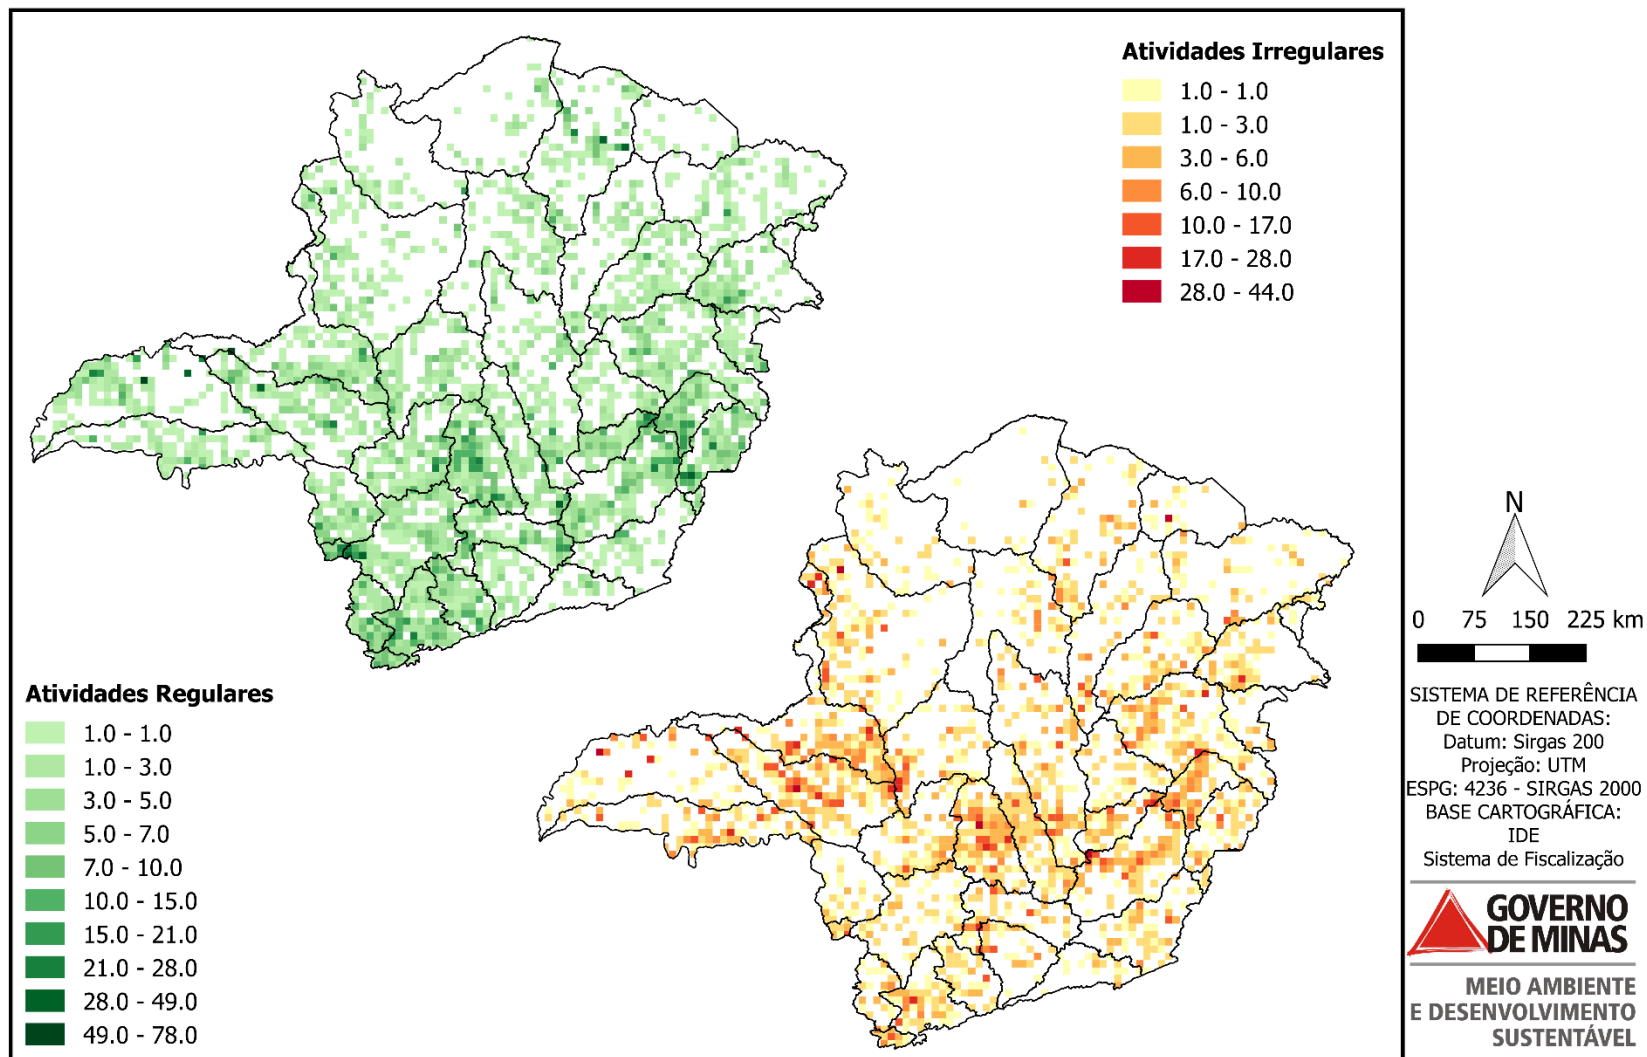 Atividades Irregulares
1.0 - 1.0
1.0 - 3.0
3.0 - 6.0
6.0 - 10.0
10.0 - 17.0
17.0 - 28.0
28.0 - 44.0
Atividades Regulares
1.0 - 1.0
1.0 - 3.0
3.0 - 5.0
5.0 - 7.0
7.0 - 10.0
10.0 - 15.0
15.0 - 21.0
21.0 - 28.0
28.0 - 49.0
49.0 - 78.0
N
0 75 150 225 km
SISTEMA DE REFERÊNCIA
DE COORDENADAS:
Datum: Sirgas 200
Projeção: UTM
ESPG: 4236 - SIRGAS 2000
BASE CARTOGRÁFICA:
IDE
Sistema de Fiscalização
GOVERNO
DE MINAS
MEIO AMBIENTE
E DESENVOLVIMENTO
SUSTENTÁVEL